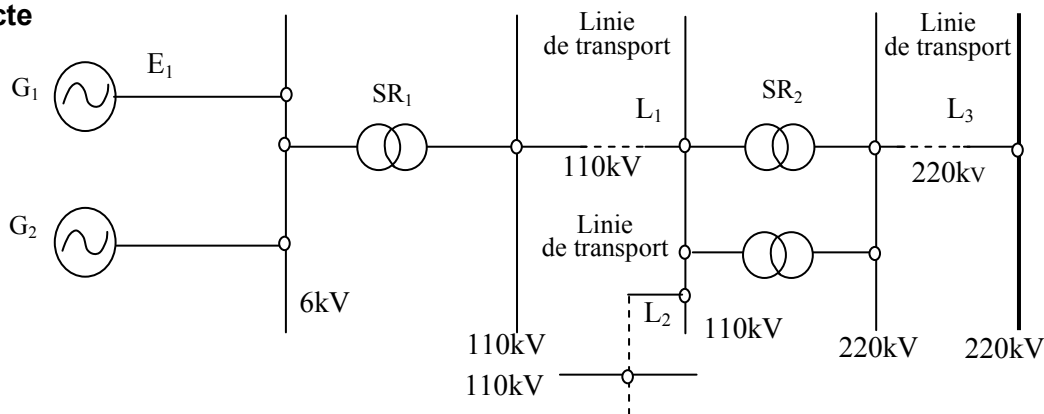 cte
Linie
de transport
Linie
de transport
G1
E1
SR1
L1
SR2
L3
110kV
220kv
G2
Linie
de transport
6kV
L2
110kV
110kV
220kV
220kV
110kV